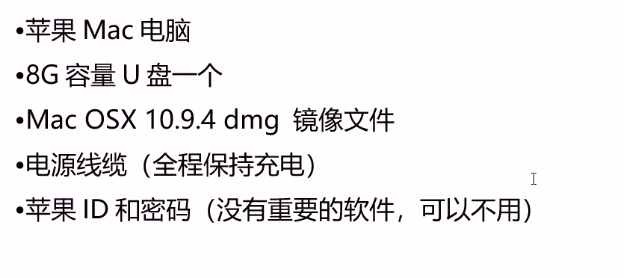 •苹果 Mac 电脑
•8G 容量 U 盘一个
•Mac OSX 10.9.4 dmg 镜像文件
•电源线缆（全程保持充电）
•苹果 ID 和密码（没有重要的软件，可以不用）